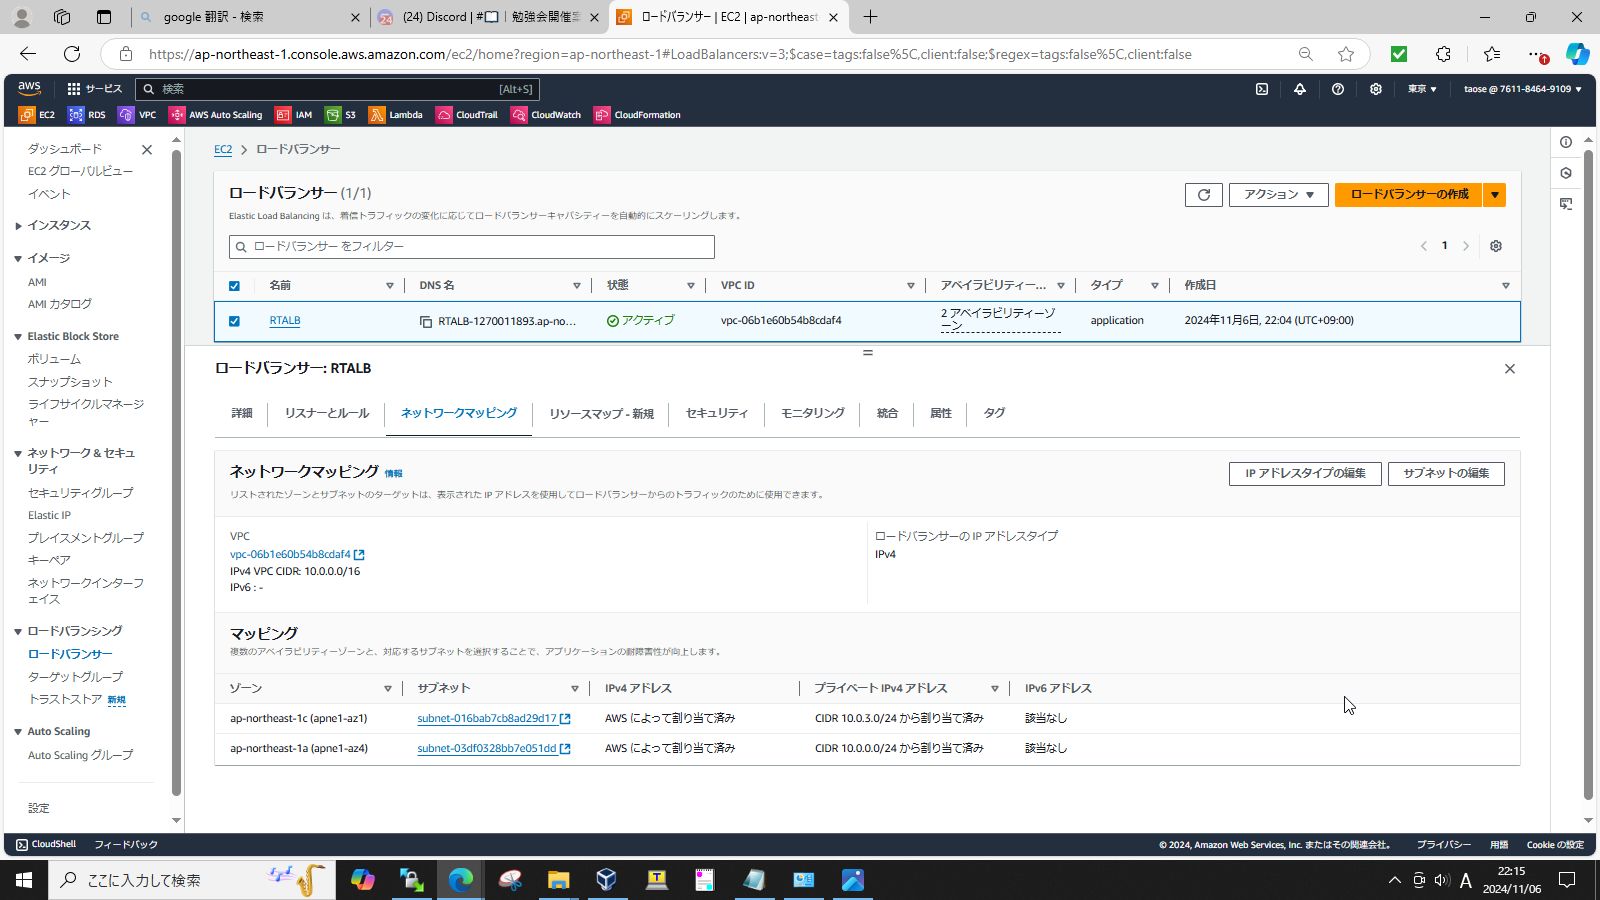 google 翻訳 - 検索
(24) Discord | #📖｜勉強会開催案
ロードバランサー | EC2 | ap-northeast
https://ap-northeast-1.console.aws.amazon.com/ec2/home?region=ap-northeast-1#LoadBalancers:v=3;$case=tags:false%5C,client:false;$regex=tags:false%5C,client:false
aws
サービス
検索
[Alt+S]
東京
taose @ 7611-8464-9109
EC2
RDS
VPC
AWS Auto Scaling
IAM
S3
Lambda
CloudTrail
CloudWatch
CloudFormation
ダッシュボード
EC2 グローバルビュー
イベント
インスタンス
イメージ
AMI
AMI カタログ
Elastic Block Store
ボリューム
スナップショット
ライフサイクルマネージ
ャー
ネットワーク & セキュ
リティ
セキュリティグループ
Elastic IP
プレイスメントグループ
キーペア
ネットワークインターフ
ェイス
ロードバランシング
ロードバランサー
ターゲットグループ
トラストストア 新規
Auto Scaling
Auto Scaling グループ
設定
EC2
ロードバランサー
ロードバランサー (1/1)
Elastic Load Balancing は、着信トラフィックの変化に応じてロードバランサーキャパシティーを自動的にスケーリングします。
アクション
ロードバランサーの作成
ロードバランサー をフィルター
1
名前
DNS 名
状態
VPC ID
アベイラビリティー...
タイプ
作成日
RTALB
RTALB-1270011893.ap-no...
アクティブ
vpc-06b1e60b54b8cdaf4
2 アベイラビリティーゾ
ーン
application
2024年11月6日, 22:04 (UTC+09:00)
ロードバランサー: RTALB
詳細
リスナーとルール
ネットワークマッピング
リソースマップ - 新規
セキュリティ
モニタリング
統合
属性
タグ
ネットワークマッピング 情報
リストされたゾーンとサブネットのターゲットは、表示された IP アドレスを使用してロードバランサーからのトラフィックのために使用できます。
IP アドレスタイプの編集
サブネットの編集
VPC
vpc-06b1e60b54b8cdaf4
IPv4 VPC CIDR: 10.0.0.0/16
IPv6 : -
ロードバランサーの IP アドレスタイプ
IPv4
マッピング
複数のアベイラビリティーゾーンと、対応するサブネットを選択することで、アプリケーションの耐障害性が向上します。
ゾーン
サブネット
IPv4 アドレス
プライベート IPv4 アドレス
IPv6 アドレス
ap-northeast-1c (apne1-az1)
subnet-016bab7cb8ad29d17
AWS によって割り当て済み
CIDR 10.0.3.0/24 から割り当て済み
該当なし
ap-northeast-1a (apne1-az4)
subnet-03df0328bb7e051dd
AWS によって割り当て済み
CIDR 10.0.0.0/24 から割り当て済み
該当なし
CloudShell
フィードバック
© 2024, Amazon Web Services, Inc. またはその関連会社。
プライバシー
用語
Cookie の設定
ここに入力して検索
A
22:15
2024/11/06